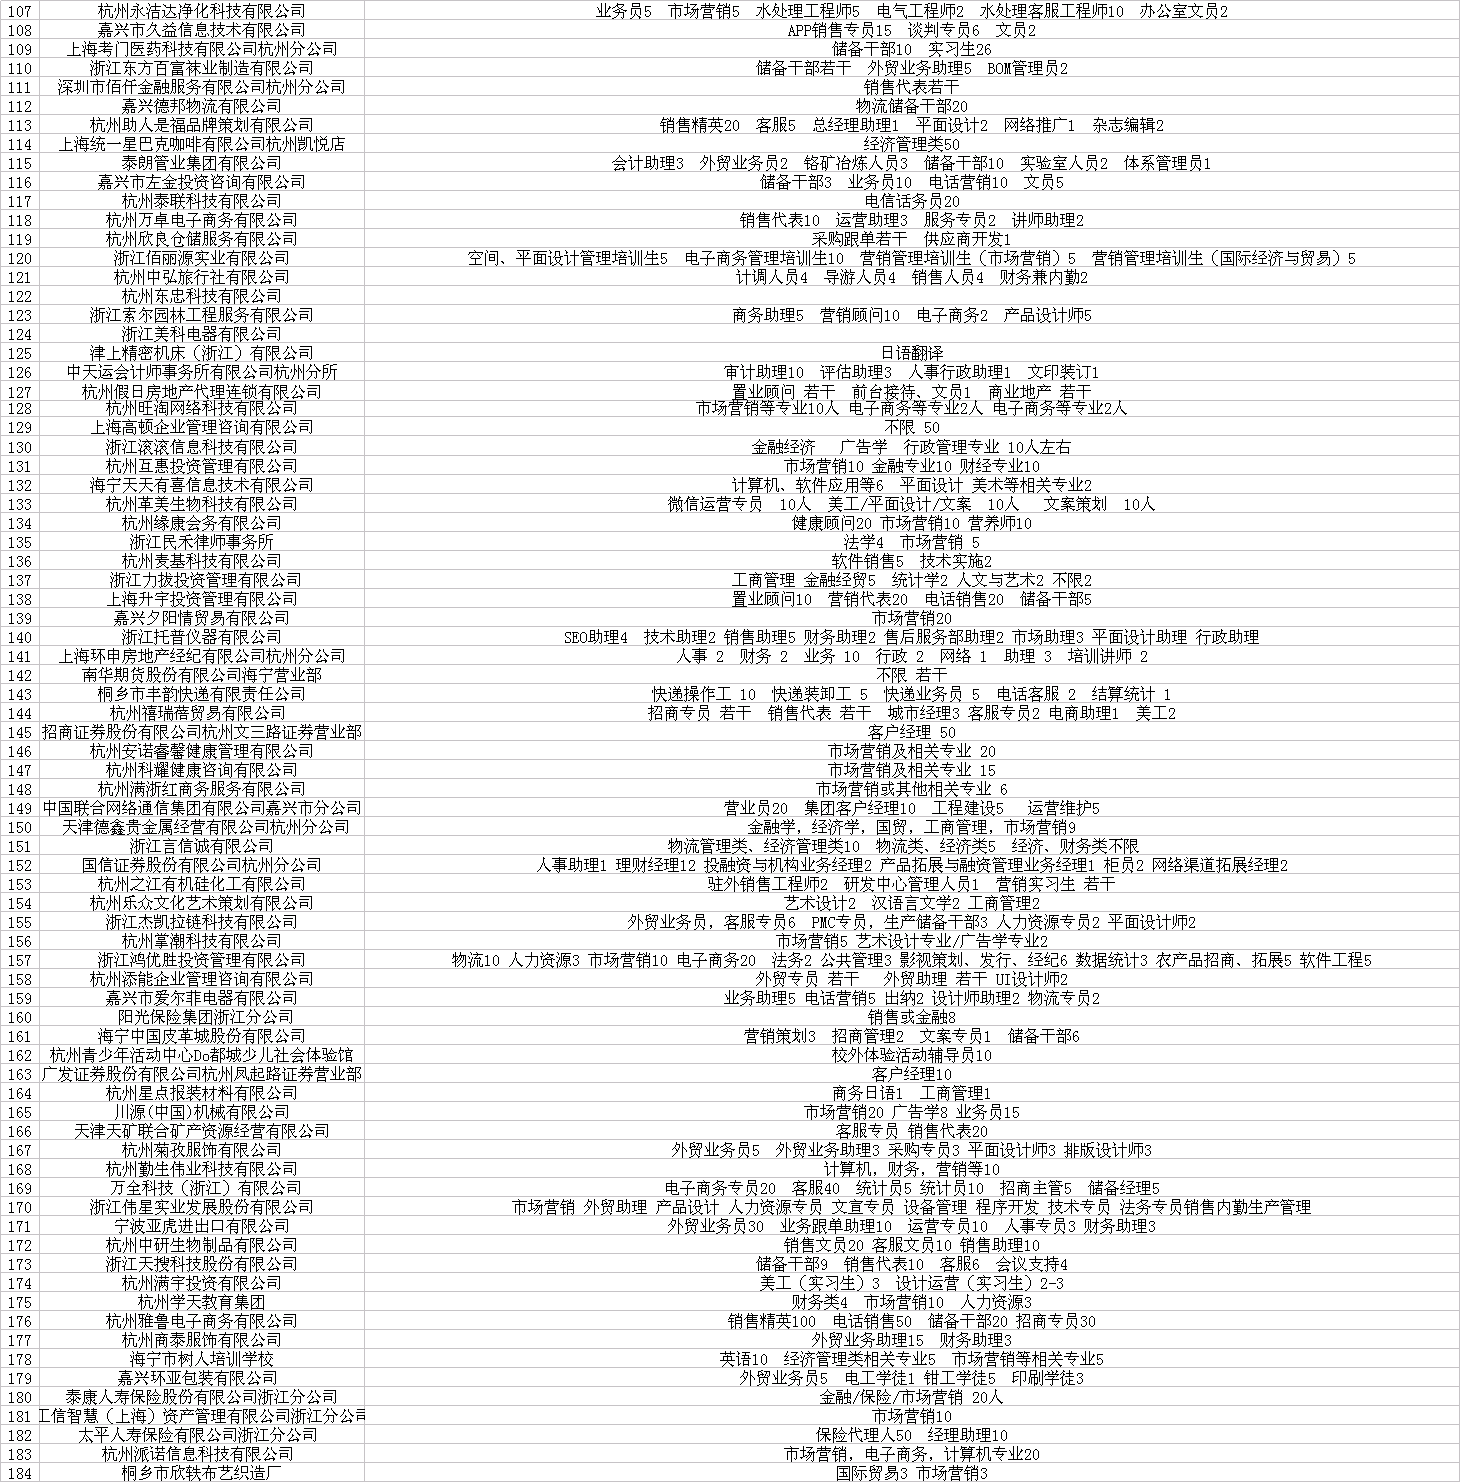 107 杭州永洁达净化科技有限公司 业务员5 市场营销5 水处理工程师5 电气工程师2 水处理客服工程师10 办公室文员2
108 嘉兴市久益信息技术有限公司 APP销售专员15 谈判专员6 文员2
109 上海考门医药科技有限公司杭州分公司 储备干部10 实习生26
110 浙江东方百富袜业制造有限公司 储备干部若干 外贸业务助理5 BOM管理员2
111 深圳市佰仟金融服务有限公司杭州分公司 销售代表若干
112 嘉兴德邦物流有限公司 物流储备干部20
113 杭州助人是福品牌策划有限公司 销售精英20 客服5 总经理助理1 平面设计2 网络推广1 杂志编辑2
114 上海统一星巴克咖啡有限公司杭州凯悦店 经济管理类50
115 泰朗管业集团有限公司 会计助理3 外贸业务员2 铬矿冶炼人员3 储备干部10 实验室人员2 体系管理员1
116 嘉兴市左金投资咨询有限公司 储备干部3 业务员10 电话营销10 文员5
117 杭州泰联科技有限公司 电信话务员20
118 杭州万卓电子商务有限公司 销售代表10 运营助理3 服务专员2 讲师助理2
119 杭州欣良仓储服务有限公司 采购跟单若干 供应商开发1
120 浙江佰丽源实业有限公司 空间、平面设计管理培训生5 电子商务管理培训生10 营销管理培训生（市场营销）5 营销管理培训生（国际经济与贸易）5
121 杭州中弘旅行社有限公司 计调人员4 导游人员4 销售人员4 财务兼内勤2
122 杭州东忠科技有限公司
123 浙江索尔园林工程服务有限公司 商务助理5 营销顾问10 电子商务2 产品设计师5
124 浙江美科电器有限公司
125 津上精密机床（浙江）有限公司 日语翻译
126 中天运会计师事务所有限公司杭州分所 审计助理10 评估助理3 人事行政助理1 文印装订1
127 杭州假日房地产代理连锁有限公司 置业顾问 若干 前台接待、文员1 商业地产 若干
128 杭州旺淘网络科技有限公司 市场营销等专业10人 电子商务等专业2人 电子商务等专业2人
129 上海高顿企业管理咨询有限公司 不限 50
130 浙江滚滚信息科技有限公司 金融经济 广告学 行政管理专业 10人左右
131 杭州互惠投资管理有限公司 市场营销10 金融专业10 财经专业10
132 海宁天天有喜信息技术有限公司 计算机、软件应用等6 平面设计 美术等相关专业2
133 杭州革美生物科技有限公司 微信运营专员 10人 美工/平面设计/文案 10人 文案策划 10人
134 杭州缘康会务有限公司 健康顾问20 市场营销10 营养师10
135 浙江民禾律师事务所 法学4 市场营销 5
136 杭州麦基科技有限公司 软件销售5 技术实施2
137 浙江力拔投资管理有限公司 工商管理 金融经贸5 统计学2 人文与艺术2 不限2
138 上海升宇投资管理有限公司 置业顾问10 营销代表20 电话销售20 储备干部5
139 嘉兴夕阳情贸易有限公司 市场营销20
140 浙江托普仪器有限公司 SEO助理4 技术助理2 销售助理5 财务助理2 售后服务部助理2 市场助理3 平面设计助理 行政助理
141 上海环申房地产经纪有限公司杭州分公司 人事 2 财务 2 业务 10 行政 2 网络 1 助理 3 培训讲师 2
142 南华期货股份有限公司海宁营业部 不限 若干
143 桐乡市丰韵快递有限责任公司 快递操作工 10 快递装卸工 5 快递业务员 5 电话客服 2 结算统计 1
144 杭州禧瑞蓓贸易有限公司 招商专员 若干 销售代表 若干 城市经理3 客服专员2 电商助理1 美工2
145 招商证券股份有限公司杭州文三路证券营业部 客户经理 50
146 杭州安诺睿馨健康管理有限公司 市场营销及相关专业 20
147 杭州科耀健康咨询有限公司 市场营销及相关专业 15
148 杭州满浙红商务服务有限公司 市场营销或其他相关专业 6
149 中国联合网络通信集团有限公司嘉兴市分公司 营业员20 集团客户经理10 工程建设5 运营维护5
150 天津德鑫贵金属经营有限公司杭州分公司 金融学，经济学，国贸，工商管理，市场营销9
151 浙江言信诚有限公司 物流管理类、经济管理类10 物流类、经济类5 经济、财务类不限
152 国信证券股份有限公司杭州分公司 人事助理1 理财经理12 投融资与机构业务经理2 产品拓展与融资管理业务经理1 柜员2 网络渠道拓展经理2
153 杭州之江有机硅化工有限公司 驻外销售工程师2 研发中心管理人员1 营销实习生 若干
154 杭州乐众文化艺术策划有限公司 艺术设计2 汉语言文学2 工商管理2
155 浙江杰凯拉链科技有限公司 外贸业务员，客服专员6 PMC专员，生产储备干部3 人力资源专员2 平面设计师2
156 杭州掌潮科技有限公司 市场营销5 艺术设计专业/广告学专业2
157 浙江鸿优胜投资管理有限公司 物流10 人力资源3 市场营销10 电子商务20 法务2 公共管理3 影视策划、发行、经纪6 数据统计3 农产品招商、拓展5 软件工程5
158 杭州添能企业管理咨询有限公司 外贸专员 若干 外贸助理 若干 UI设计师2
159 嘉兴市爱尔菲电器有限公司 业务助理5 电话营销5 出纳2 设计师助理2 物流专员2
160 阳光保险集团浙江分公司 销售或金融8
161 海宁中国皮革城股份有限公司 营销策划3 招商管理2 文案专员1 储备干部6
162 杭州青少年活动中心Do都城少儿社会体验馆 校外体验活动辅导员10
163 广发证券股份有限公司杭州凤起路证券营业部 客户经理10
164 杭州星点报装材料有限公司 商务日语1 工商管理1
165 川源(中国)机械有限公司 市场营销20 广告学8 业务员15
166 天津天矿联合矿产资源经营有限公司 客服专员 销售代表20
167 杭州菊孜服饰有限公司 外贸业务员5 外贸业务助理3 采购专员3 平面设计师3 排版设计师3
168 杭州勤生伟业科技有限公司 计算机，财务，营销等10
169 万全科技（浙江）有限公司 电子商务专员20 客服40 统计员5 统计员10 招商主管5 储备经理5
170 浙江伟星实业发展股份有限公司 市场营销 外贸助理 产品设计 人力资源专员 文宣专员 设备管理 程序开发 技术专员 法务专员销售内勤生产管理
171 宁波亚虎进出口有限公司 外贸业务员30 业务跟单助理10 运营专员10 人事专员3 财务助理3
172 杭州中研生物制品有限公司 销售文员20 客服文员10 销售助理10
173 浙江天搜科技股份有限公司 储备干部9 销售代表10 客服6 会议支持4
174 杭州满宇投资有限公司 美工（实习生）3 设计运营（实习生）2-3
175 杭州学天教育集团 财务类4 市场营销10 人力资源3
176 杭州雅鲁电子商务有限公司 销售精英100 电话销售50 储备干部20 招商专员30
177 杭州商泰服饰有限公司 外贸业务助理15 财务助理3
178 海宁市树人培训学校 英语10 经济管理类相关专业5 市场营销等相关专业5
179 嘉兴环亚包装有限公司 外贸业务员5 电工学徒1 钳工学徒5 印刷学徒3
180 泰康人寿保险股份有限公司浙江分公司 金融/保险/市场营销 20人
181 工信智慧（上海）资产管理有限公司浙江分公司 市场营销10
182 太平人寿保险有限公司浙江分公司 保险代理人50 经理助理10
183 杭州派诺信息科技有限公司 市场营销，电子商务，计算机专业20
184 桐乡市欣轶布艺织造厂 国际贸易3 市场营销3